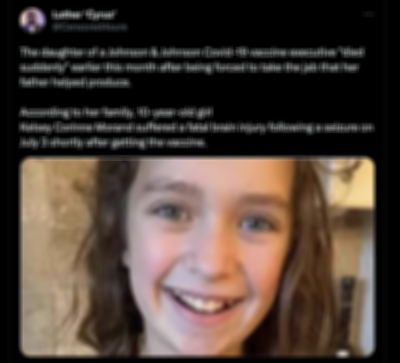 Luther "Cyrus"
The daughter of a Johnson & Johnson Covid-19 vaccine executive "died
suddenly" earlier this month after being forced to take the jab that her
father helped produce.
According to her family, 10-year-old girl
Kelsey Corinne Morand suffered a fatal brain injury following a seizure on
July 3 shortly after getting the vaccine.